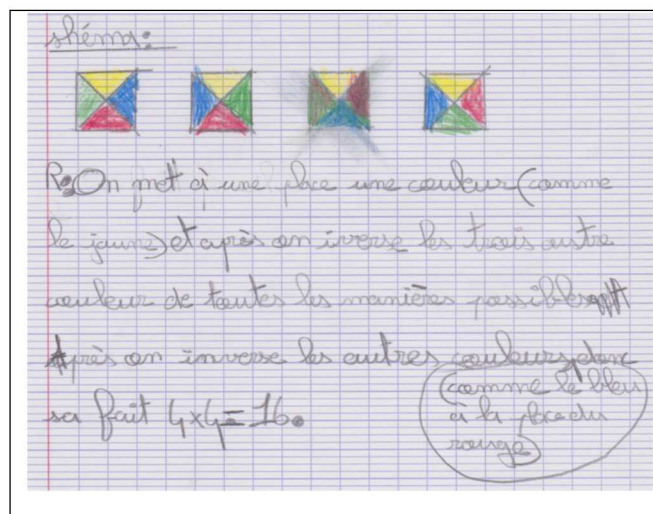 shéma:
R: On met à une place une couleur (comme
le jaune) et après on inverse les trois autre
couleur de toutes les manières possibles
Après on inverse les autres couleurs donc
sa fait 4x4=16.
(comme le bleu
à la place du
rouge)